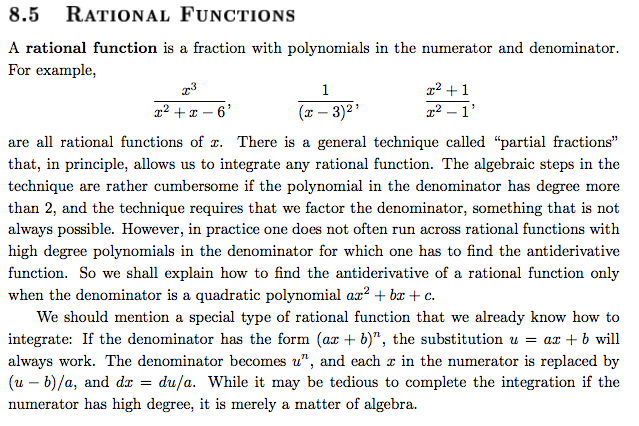 8.5 RATIONAL FUNCTIONS
A rational function is a fraction with polynomials in the numerator and denominator.
For example,
x³/(x² + x − 6), 1/(x − 3)², (x² + 1)/(x² − 1),
are all rational functions of x. There is a general technique called “partial fractions”
that, in principle, allows us to integrate any rational function. The algebraic steps in the
technique are rather cumbersome if the polynomial in the denominator has degree more
than 2, and the technique requires that we factor the denominator, something that is not
always possible. However, in practice one does not often run across rational functions with
high degree polynomials in the denominator for which one has to find the antiderivative
function. So we shall explain how to find the antiderivative of a rational function only
when the denominator is a quadratic polynomial ax² + bx + c.
We should mention a special type of rational function that we already know how to
integrate: If the denominator has the form (ax + b)ⁿ, the substitution u = ax + b will
always work. The denominator becomes uⁿ, and each x in the numerator is replaced by
(u − b)/a, and dx = du/a. While it may be tedious to complete the integration if the
numerator has high degree, it is merely a matter of algebra.